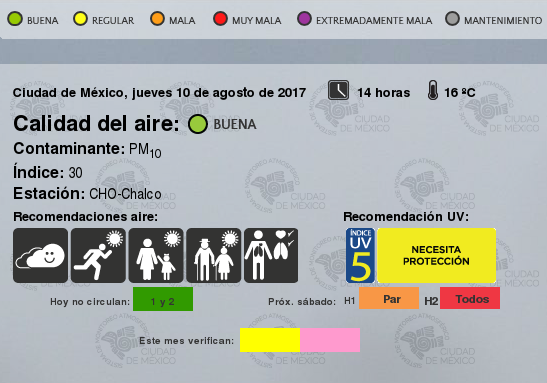 BUENA REGULAR MALA MUY MALA EXTREMADAMENTE MALA MANTENIMIENTO
Ciudad de México, jueves 10 de agosto de 2017 14 horas 16 ºC
Calidad del aire: BUENA
Contaminante: PM10
Índice: 30
Estación: CHO-Chalco
Recomendaciones aire: Recomendación UV:
ÍNDICE
UV
5
NECESITA
PROTECCIÓN
Hoy no circulan: 1 y 2 Próx. sábado: H1 Par H2 Todos
Este mes verifican:
CIUDAD
DE MÉXICO